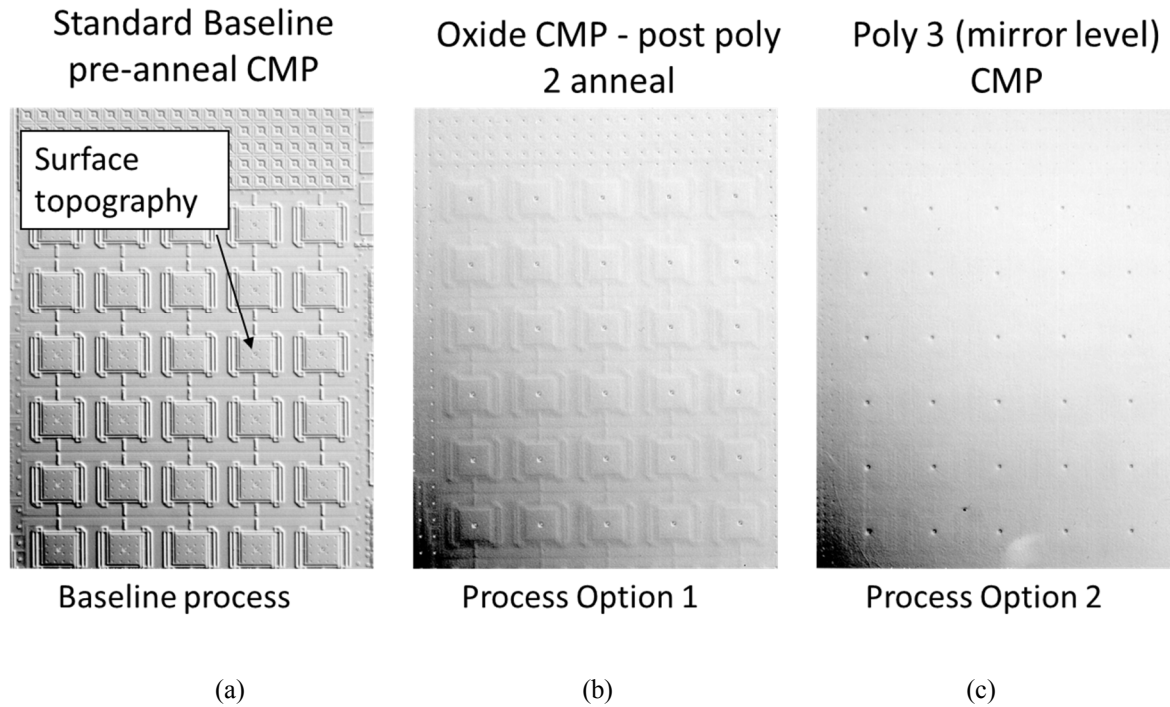 Standard Baseline
pre-anneal CMP
Surface
topography
Baseline process
(a)
Oxide CMP - post poly
2 anneal
Process Option 1
(b)
Poly 3 (mirror level)
CMP
Process Option 2
(c)